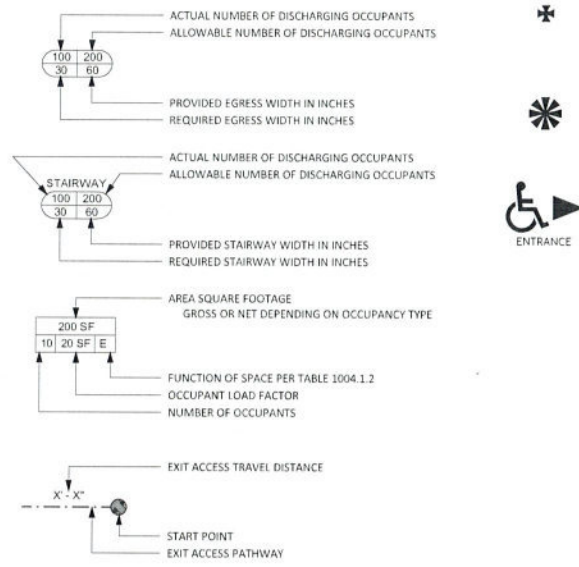 ACTUAL NUMBER OF DISCHARGING OCCUPANTS
ALLOWABLE NUMBER OF DISCHARGING OCCUPANTS
100 200
30 60
PROVIDED EGRESS WIDTH IN INCHES
REQUIRED EGRESS WIDTH IN INCHES
ACTUAL NUMBER OF DISCHARGING OCCUPANTS
ALLOWABLE NUMBER OF DISCHARGING OCCUPANTS
STAIRWAY
100 200
30 60
PROVIDED STAIRWAY WIDTH IN INCHES
REQUIRED STAIRWAY WIDTH IN INCHES
ENTRANCE
AREA SQUARE FOOTAGE
GROSS OR NET DEPENDING ON OCCUPANCY TYPE
200 SF
10 20 SF E
FUNCTION OF SPACE PER TABLE 1004.1.2
OCCUPANT LOAD FACTOR
NUMBER OF OCCUPANTS
EXIT ACCESS TRAVEL DISTANCE
X' - X"
START POINT
EXIT ACCESS PATHWAY